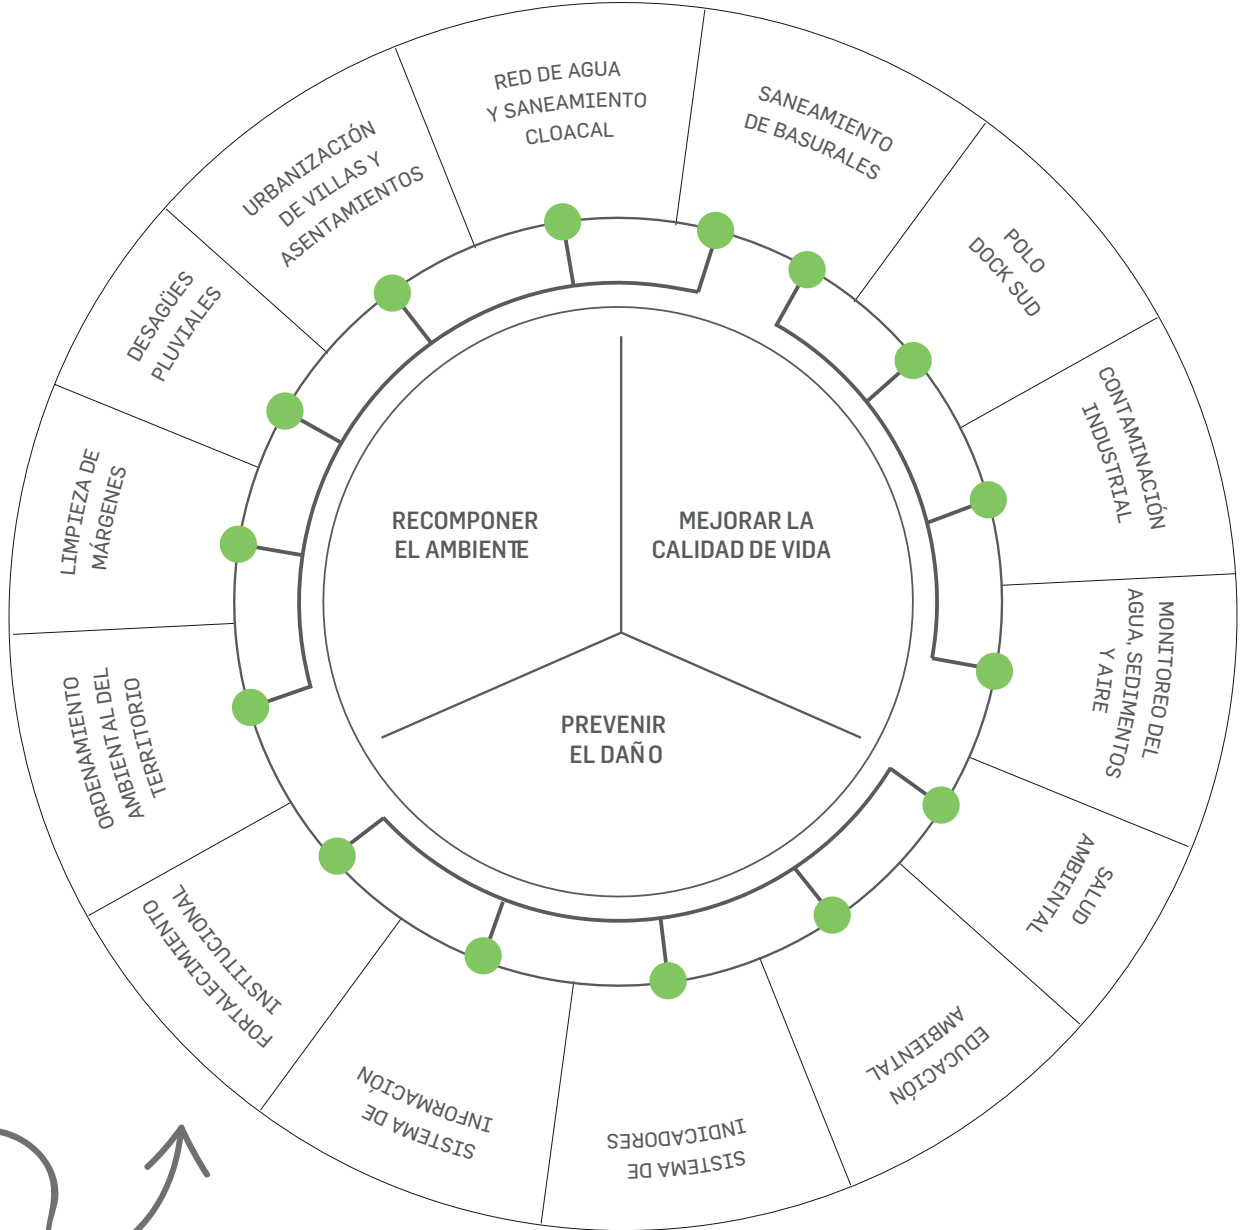 RED DE AGUA
Y SANEAMIENTO
CLOACAL
SANEAMIENTO
DE BASURALES
POLO
DOCK SUD
CONTAMINACIÓN
INDUSTRIAL
MONITOREO DEL
AGUA, SEDIMENTOS
Y AIRE
SALUD
AMBIENTAL
EDUCACIÓN
AMBIENTAL
SISTEMA DE
INDICADORES
SISTEMA DE
INFORMACIÓN
FORTALECIMIENTO
INSTITUCIONAL
ORDENAMIENTO
AMBIENTAL DEL
TERRITORIO
LIMPIEZA DE
MÁRGENES
DESAGÜES
PLUVIALES
URBANIZACIÓN
DE VILLAS Y
ASENTAMIENTOS
RECOMPONER
EL AMBIENTE
MEJORAR LA
CALIDAD DE VIDA
PREVENIR
EL DAÑO